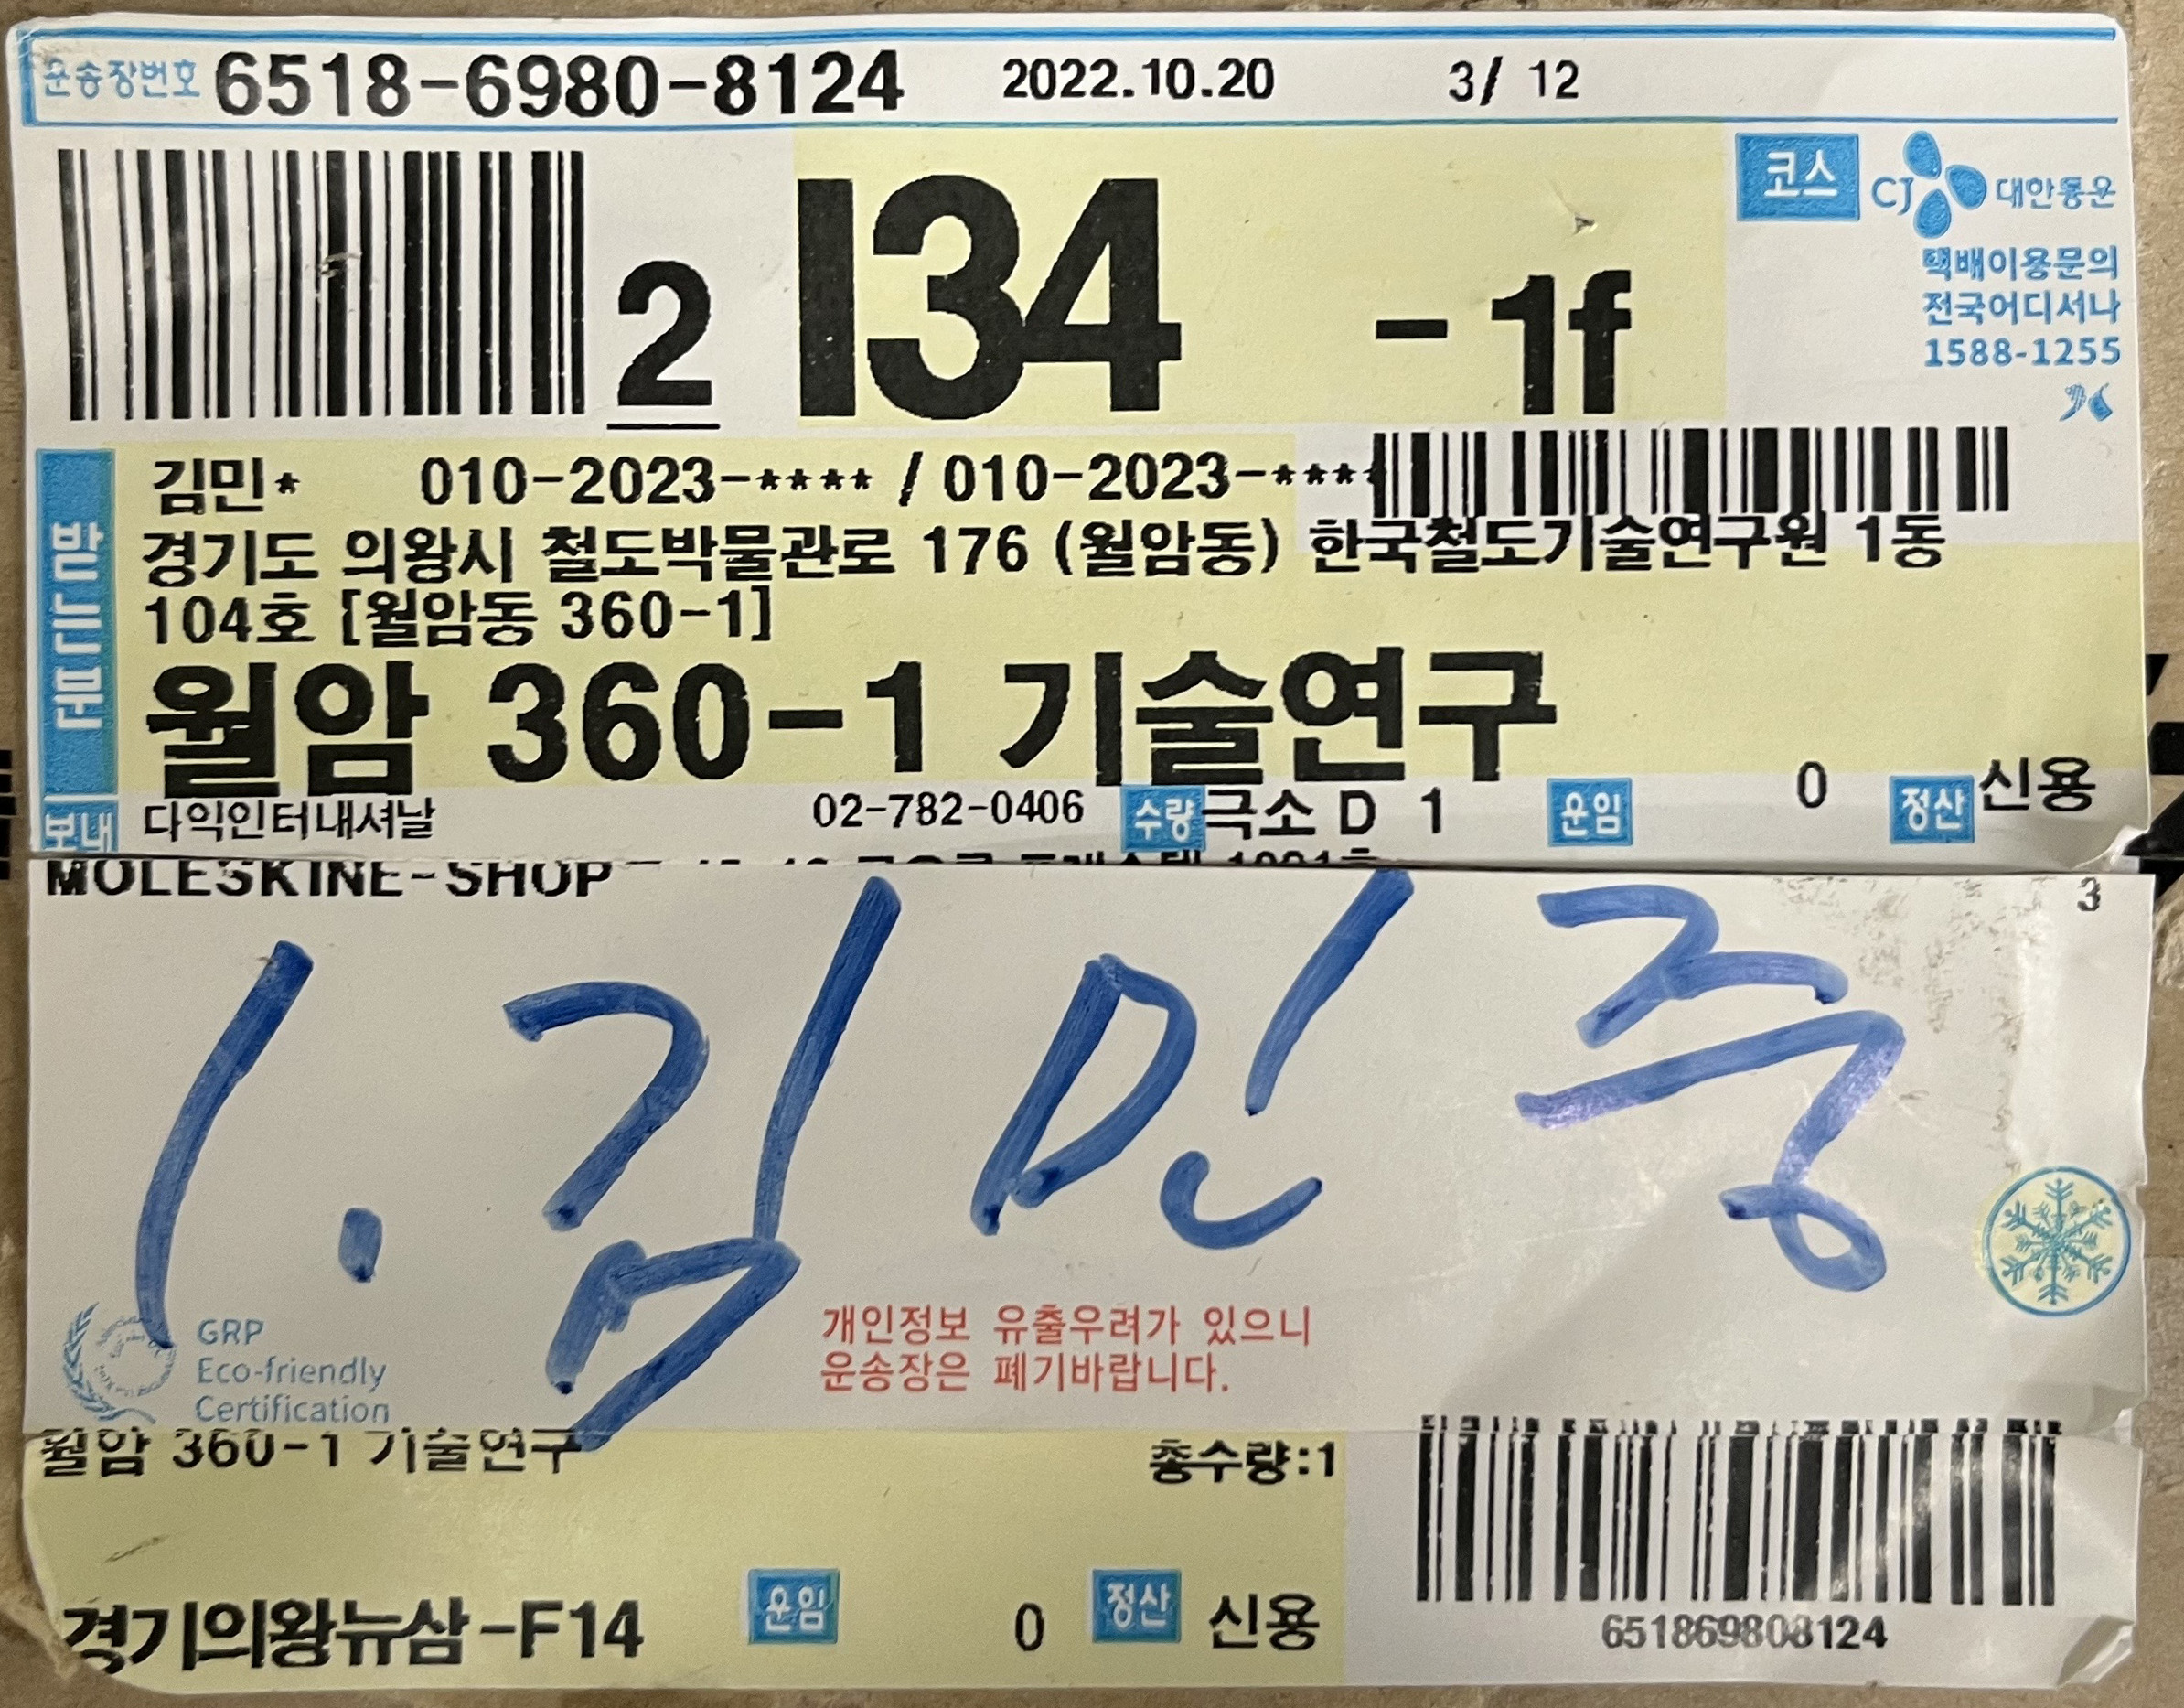 운송장번호 6518-6980-8124 2022.10.20 3/ 12
2 I34 -1f 코스 CJ 대한통운
택배이용문의
전국어디서나
1588-1255
받는분
김민* 010-2023-**** / 010-2023-****
경기도 의왕시 철도박물관로 176 (월암동) 한국철도기술연구원 1동
104호 [월암동 360-1]
월암 360-1 기술연구
보내 다익인터내셔날 02-782-0406 수량 극소 D 1 운임 0 정산 신용
MOLESKINE-SHOP
3
1. 김민중
GRP
Eco-friendly
Certification
개인정보 유출우려가 있으니
운송장은 폐기바랍니다.
월암 360-1 기술연구 총수량:1
경기의왕뉴삼-F14 운임 0 정산 신용
651869808124